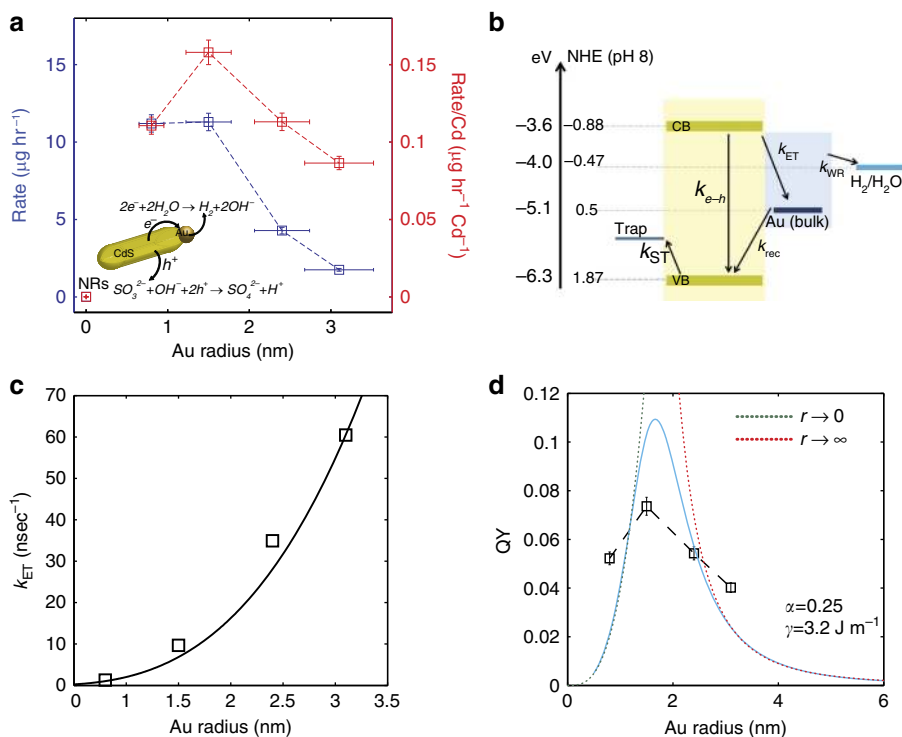 a
Rate (μg hr⁻¹)
15
10
5
0
0.15
0.1
0.05
0
Rate/Cd (μg hr⁻¹ Cd⁻¹)
2e⁻+2H₂O → H₂+2OH⁻
e⁻
Au
CdS
h⁺
NRs
SO₃²⁻+OH⁻+2h⁺ → SO₄²⁻+H⁺
0 1 2 3
Au radius (nm)
b
eV NHE (pH 8)
−3.6 −0.88 CB
−4.0 −0.47
−5.1 0.5
−6.3 1.87 VB
k_ET
k_WR
H₂/H₂O
k_e–h
Au (bulk)
Trap
k_ST
k_rec
c
k_ET (nsec⁻¹)
70
60
50
40
30
20
10
0
0 0.5 1 1.5 2 2.5 3 3.5
Au radius (nm)
d
QY
0.12
0.1
0.08
0.06
0.04
0.02
0
r → 0
r → ∞
α=0.25
γ=3.2 J m⁻¹
0 2 4 6
Au radius (nm)